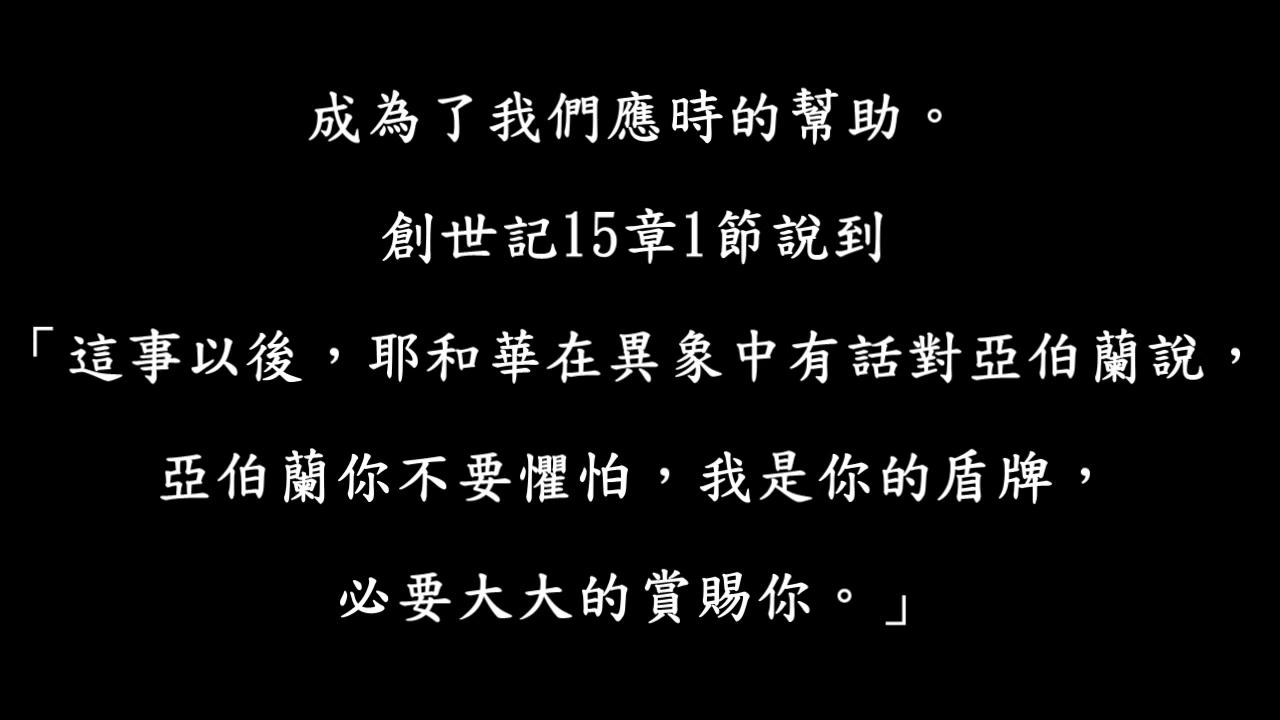 成為了我們應時的幫助。
創世記15章1節說到
「這事以後，耶和華在異象中有話對亞伯蘭說，
亞伯蘭你不要懼怕，我是你的盾牌，
必要大大的賞賜你。」